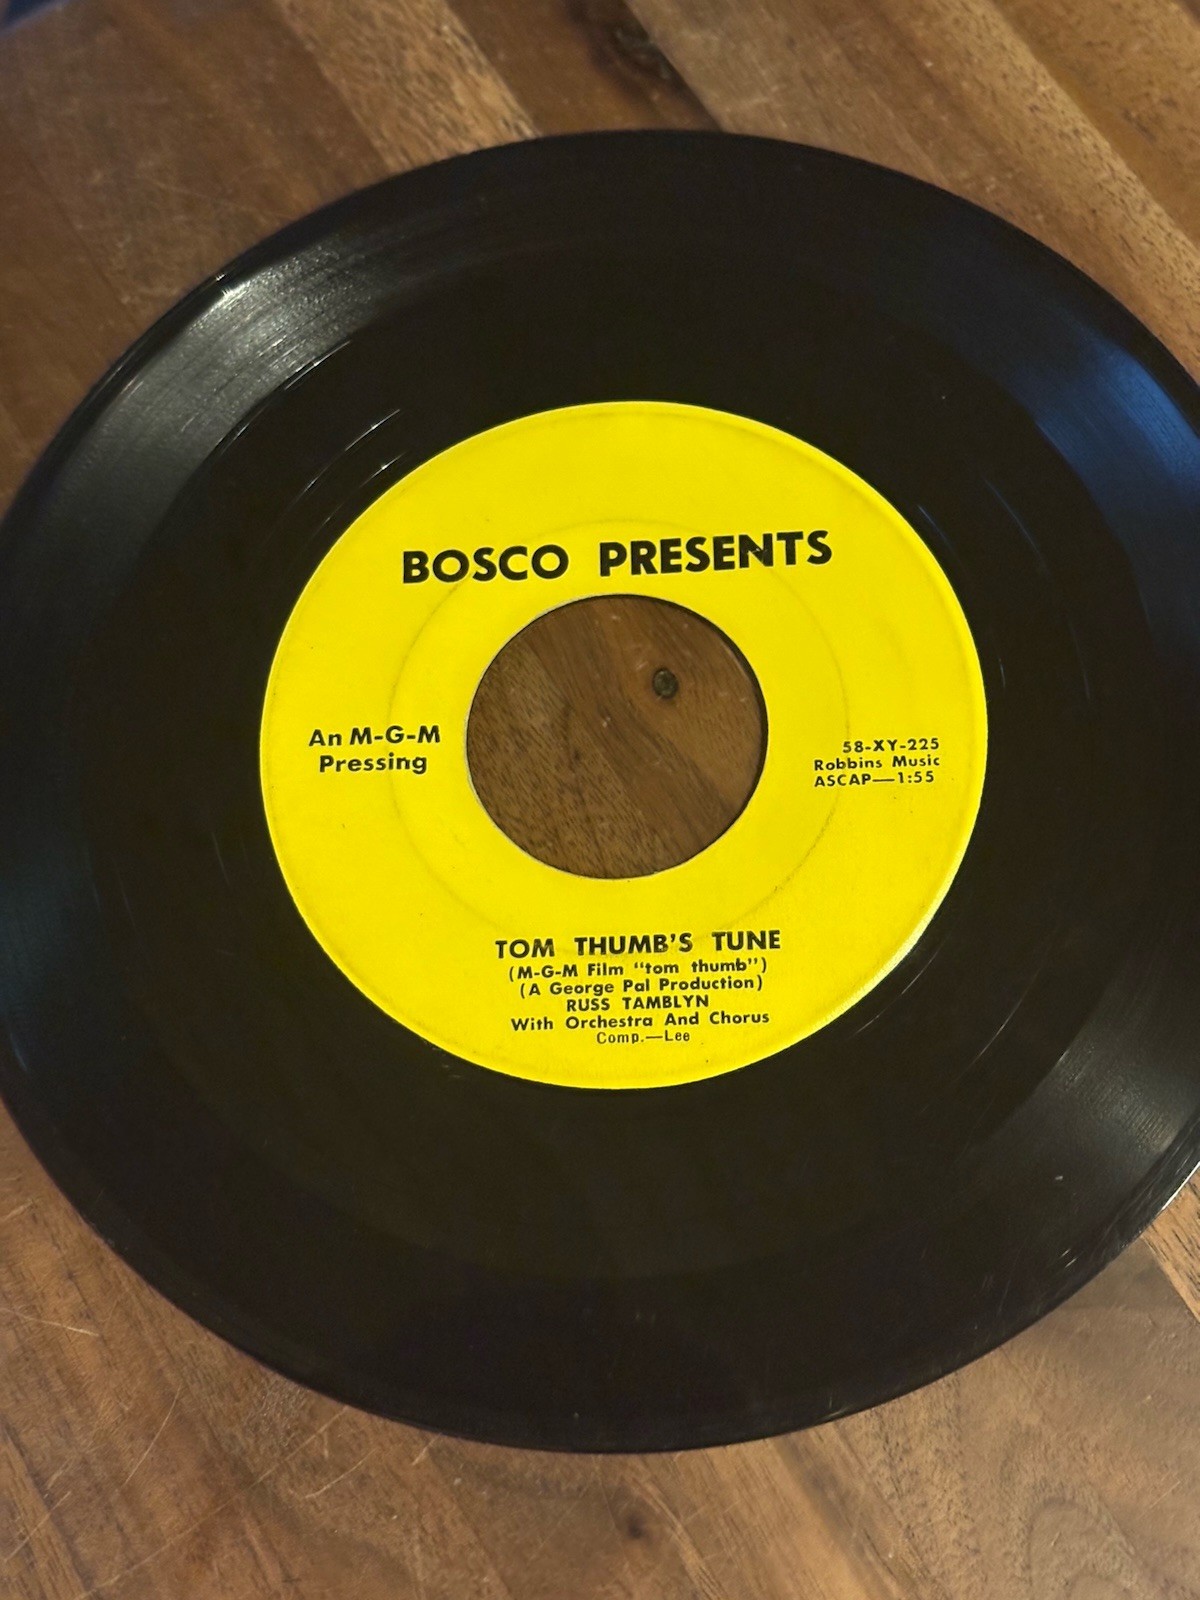 BOSCO PRESENTS
An M-G-M
Pressing
58-XY-225
Robbins Music
ASCAP—1:55
TOM THUMB'S TUNE
(M-G-M Film "tom thumb")
(A George Pal Production)
RUSS TAMBLYN
With Orchestra And Chorus
Comp.—Lee